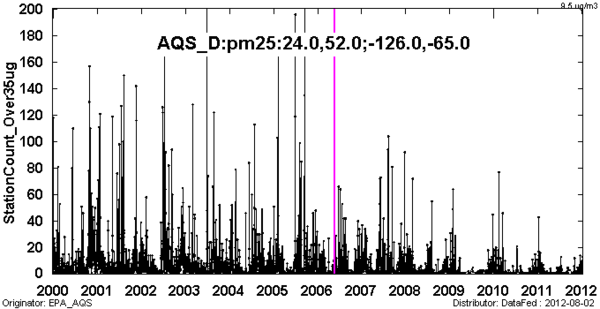 9.5 ug/m3
200
180
160
140
120
100
80
60
40
20
0
StationCount_Over35ug
AQS_D:pm25:24.0,52.0;-126.0,-65.0
2000 2001 2002 2003 2004 2005 2006 2007 2008 2009 2010 2011 2012
Originator: EPA_AQS Distributor: DataFed : 2012-08-02